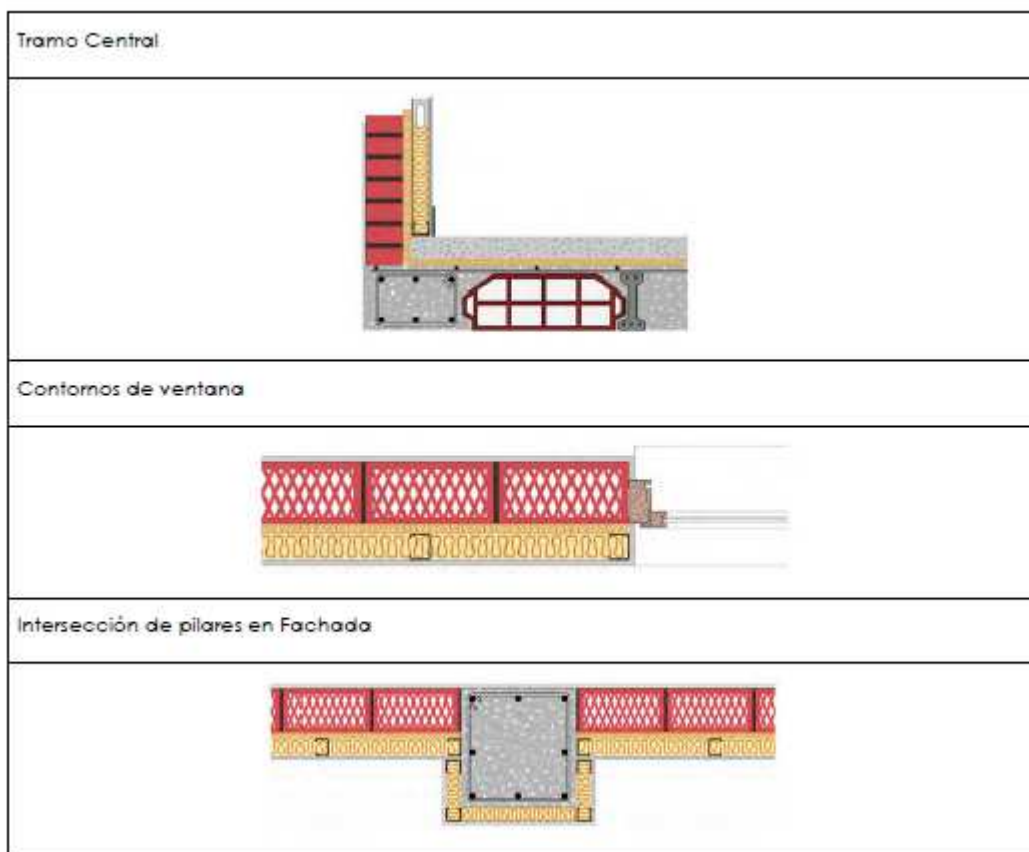 Tramo Central
Contornos de ventana
Intersección de pilares en Fachada